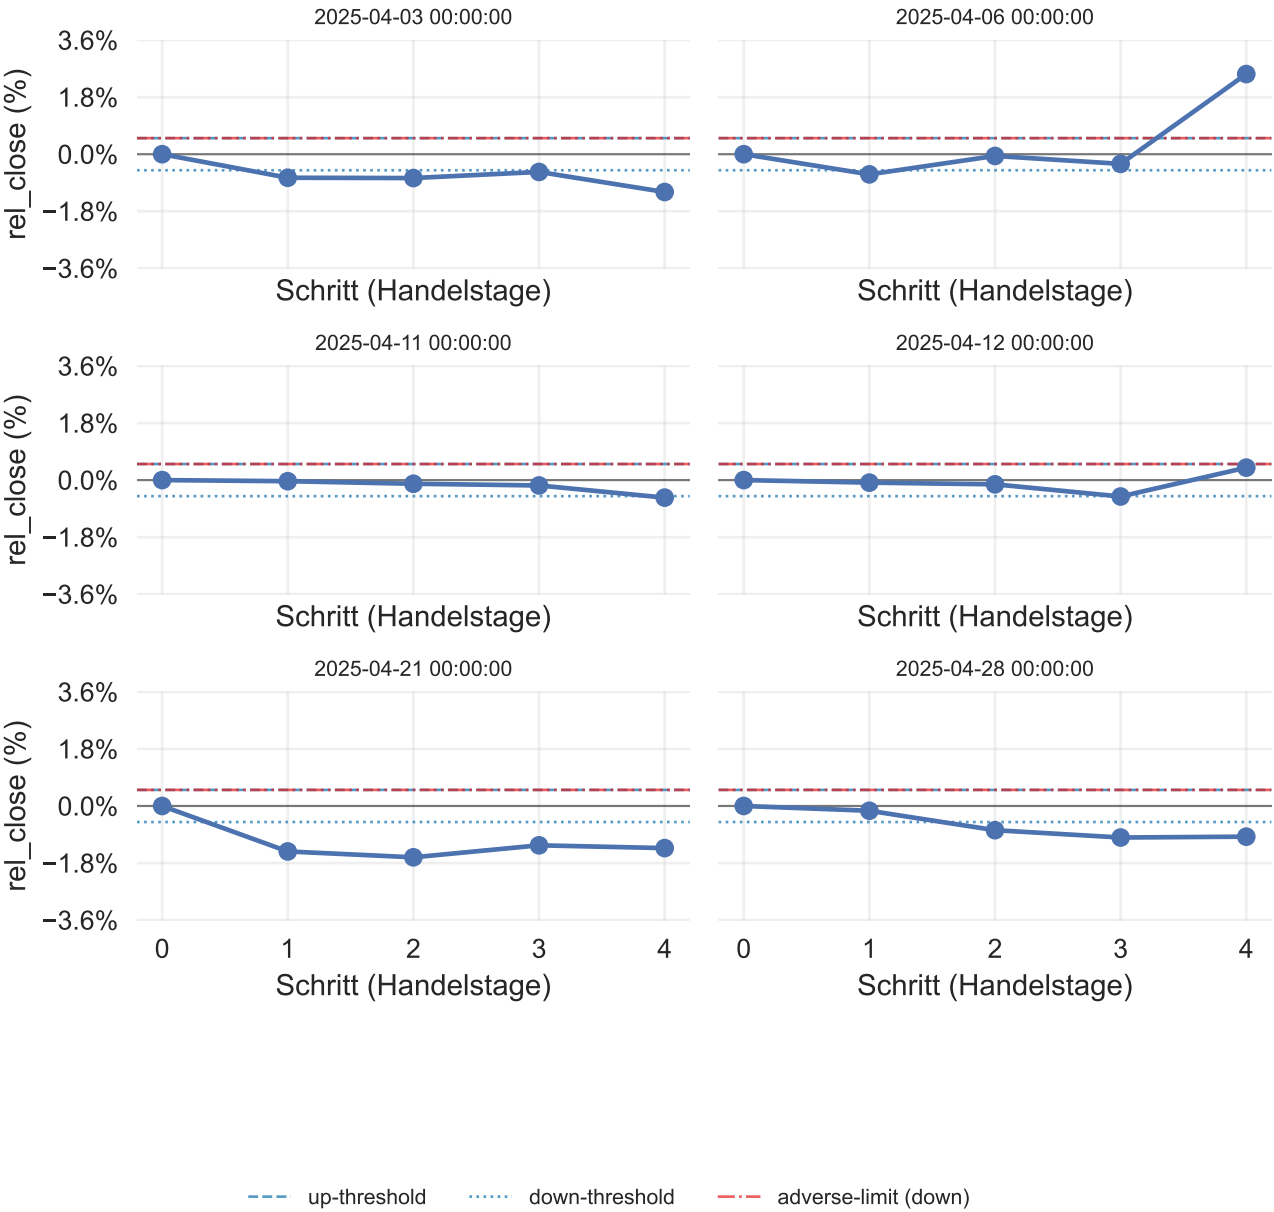 2025-04-03 00:00:00
2025-04-06 00:00:00
3.6%
1.8%
0.0%
−1.8%
−3.6%
rel_close (%)
Schritt (Handelstage)
Schritt (Handelstage)
2025-04-11 00:00:00
2025-04-12 00:00:00
3.6%
1.8%
0.0%
−1.8%
−3.6%
rel_close (%)
Schritt (Handelstage)
Schritt (Handelstage)
2025-04-21 00:00:00
2025-04-28 00:00:00
3.6%
1.8%
0.0%
−1.8%
−3.6%
rel_close (%)
0 1 2 3 4
0 1 2 3 4
Schritt (Handelstage)
Schritt (Handelstage)
up-threshold
down-threshold
adverse-limit (down)